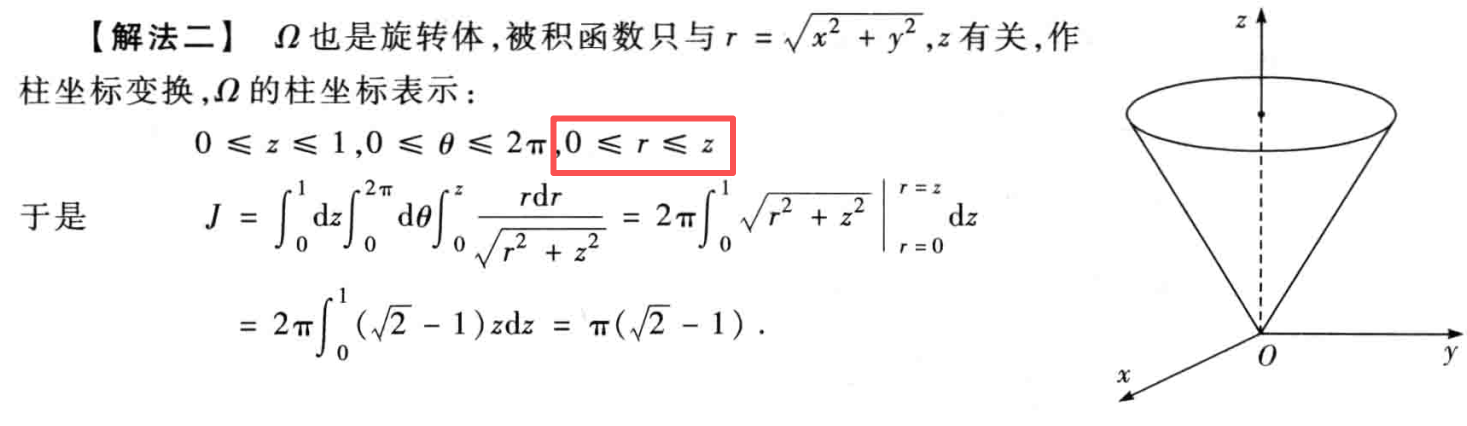 【解法二】 Ω也是旋转体,被积函数只与 r = √(x² + y²),z有关,作
柱坐标变换,Ω的柱坐标表示:
0 ≤ z ≤ 1,0 ≤ θ ≤ 2π,0 ≤ r ≤ z
于是 J = ∫₀¹dz∫₀^{2π}dθ∫₀^z rdr/√(r² + z²) = 2π∫₀¹√(r² + z²)|_{r=0}^{r=z}dz
= 2π∫₀¹(√2 - 1)zdz = π(√2 - 1) .
z
O
y
x